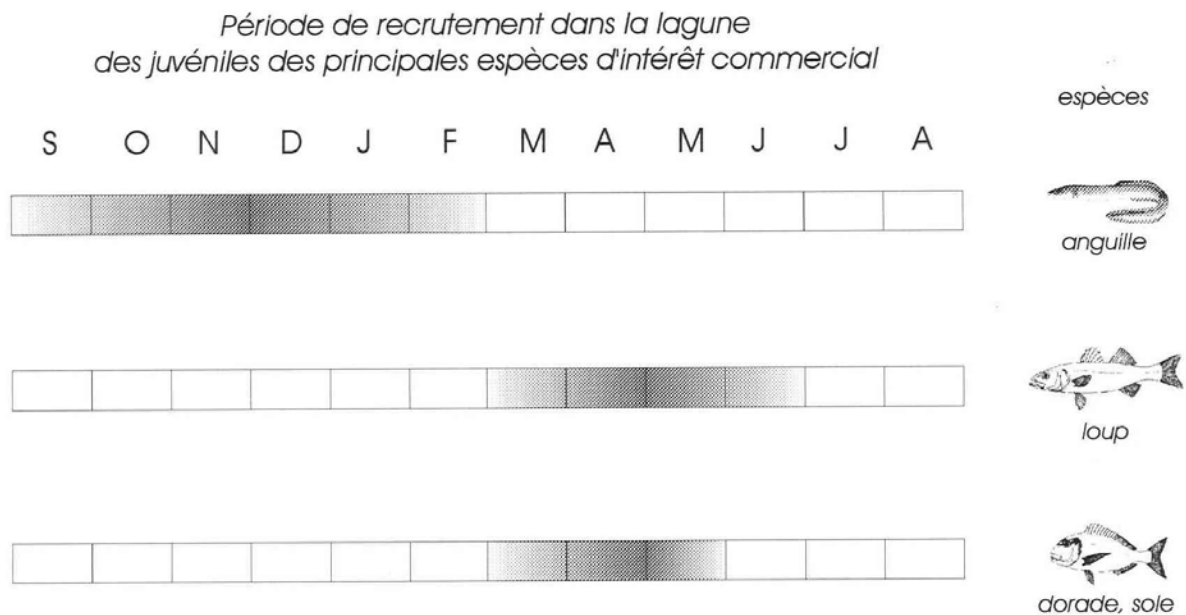 Période de recrutement dans la lagune
des juvéniles des principales espèces d'intérêt commercial
espèces
S O N D J F M A M J J A
anguille
loup
dorade, sole